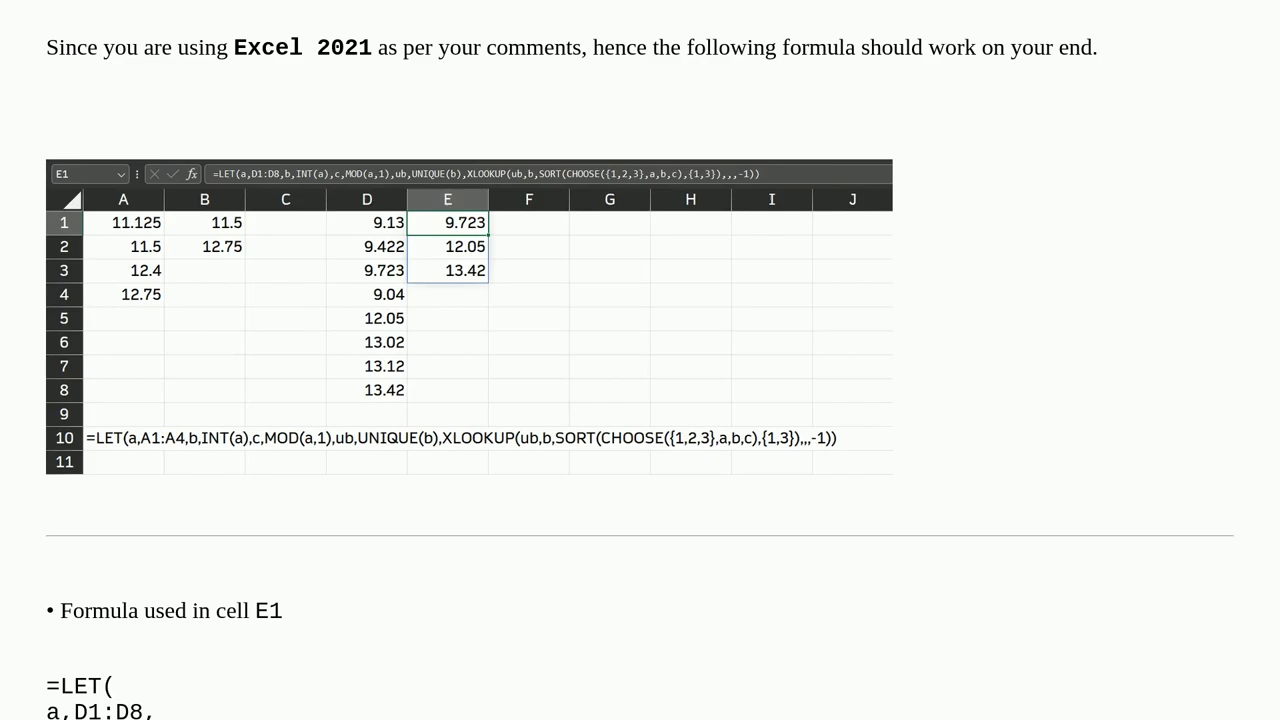 Since you are using Excel 2021 as per your comments, hence the following formula should work on your end.
E1 fx =LET(a,D1:D8,b,INT(a),c,MOD(a,1),ub,UNIQUE(b),XLOOKUP(ub,b,SORT(CHOOSE({1,2,3},a,b,c),{1,3}),,,-1))
A B C D E F G H I J
1 11.125 11.5 9.13 9.723
2 11.5 12.75 9.422 12.05
3 12.4 9.723 13.42
4 12.75 9.04
5 12.05
6 13.02
7 13.12
8 13.42
9
10 =LET(a,A1:A4,b,INT(a),c,MOD(a,1),ub,UNIQUE(b),XLOOKUP(ub,b,SORT(CHOOSE({1,2,3},a,b,c),{1,3}),,,-1))
11
• Formula used in cell E1
=LET(
a,D1:D8,